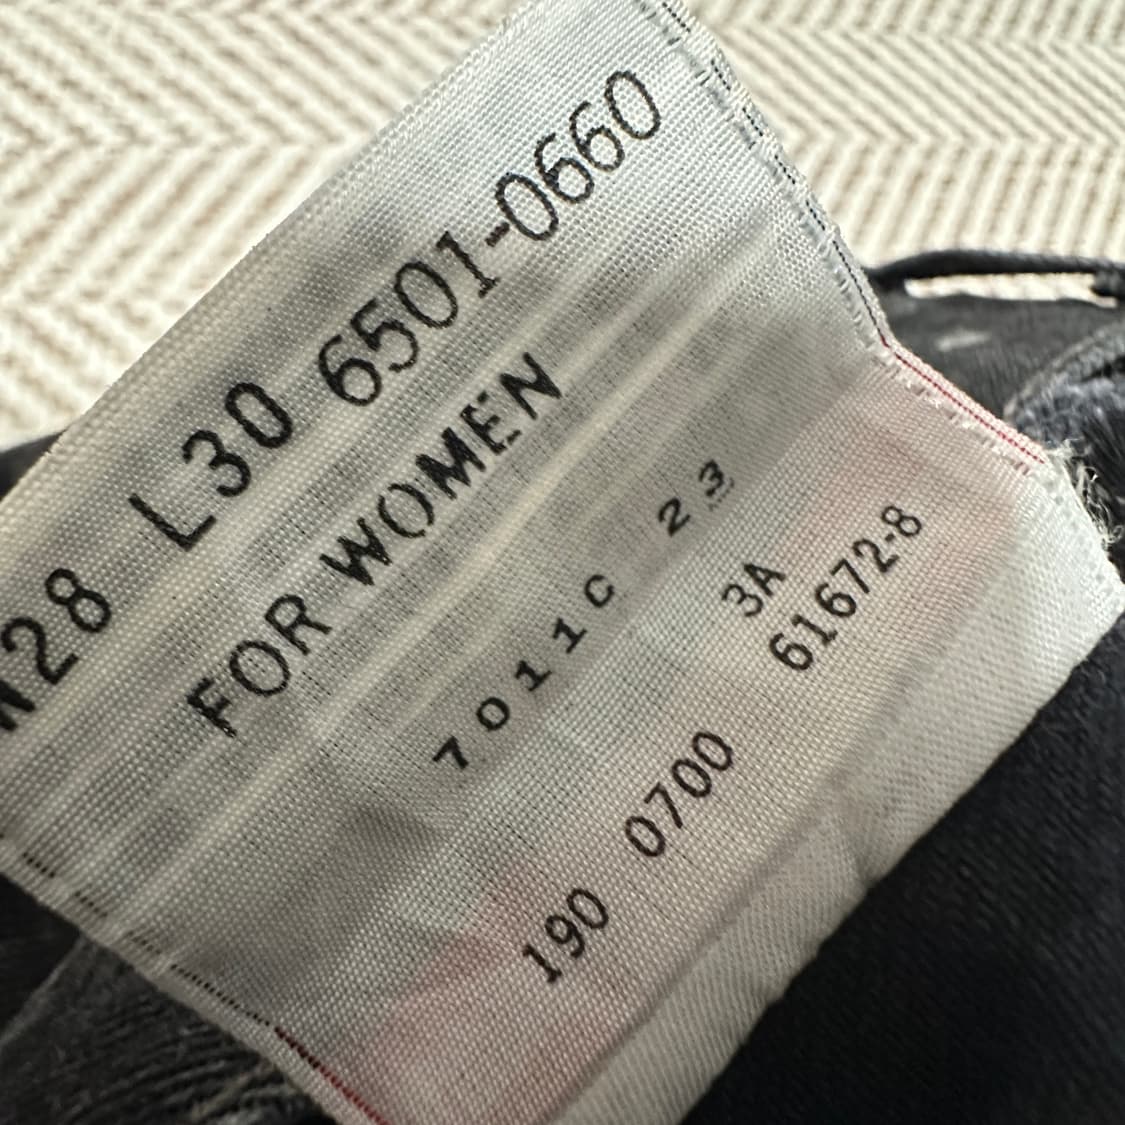 W28 L30 6501-0660
FOR WOMEN
7011C 23
3A
61672-8
190 0700